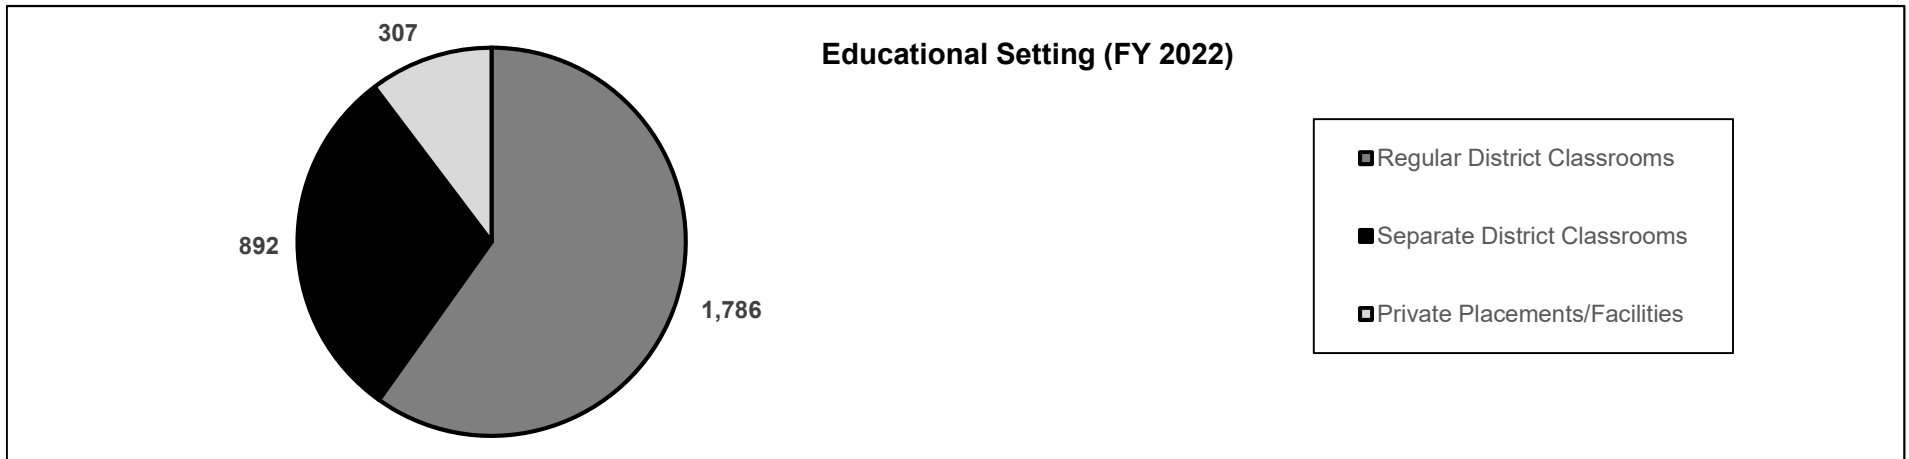 Educational Setting (FY 2022)
307
892
1,786
Regular District Classrooms
Separate District Classrooms
Private Placements/Facilities